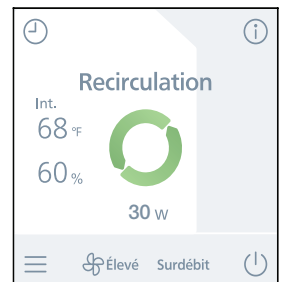 Recirculation
Int.
68 °F
60 %
30 W
Élevé Surdébit